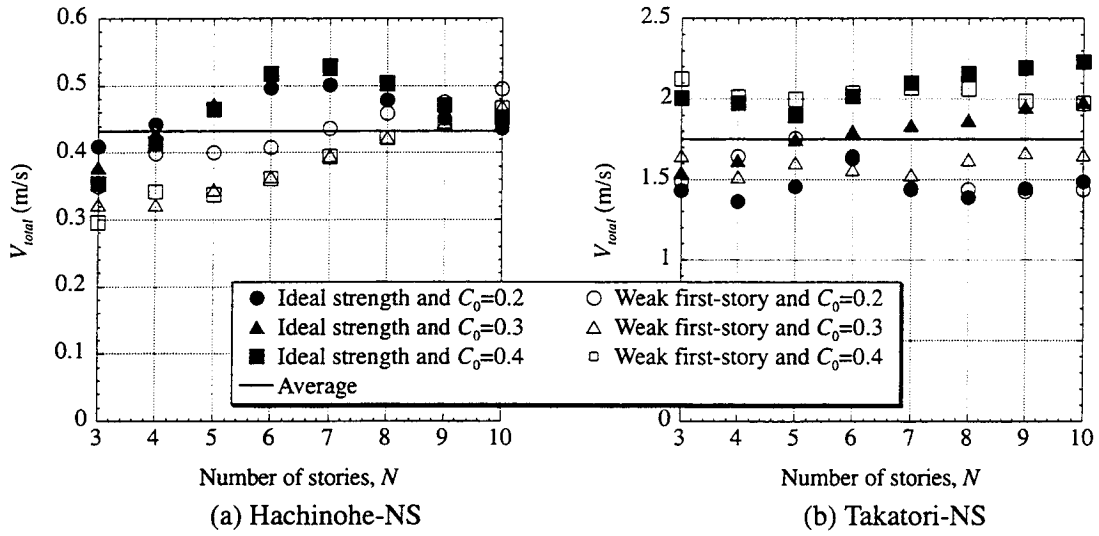 0.6
0.5
0.4
0.3
0.2
0.1
0
V_total (m/s)
3 4 5 6 7 8 9 10
Number of stories, N
(a) Hachinohe-NS
2.5
2
1.5
1
0
V_total (m/s)
3 4 5 6 7 8 9 10
Number of stories, N
(b) Takatori-NS
Ideal strength and C0=0.2
Ideal strength and C0=0.3
Ideal strength and C0=0.4
Average
Weak first-story and C0=0.2
Weak first-story and C0=0.3
Weak first-story and C0=0.4